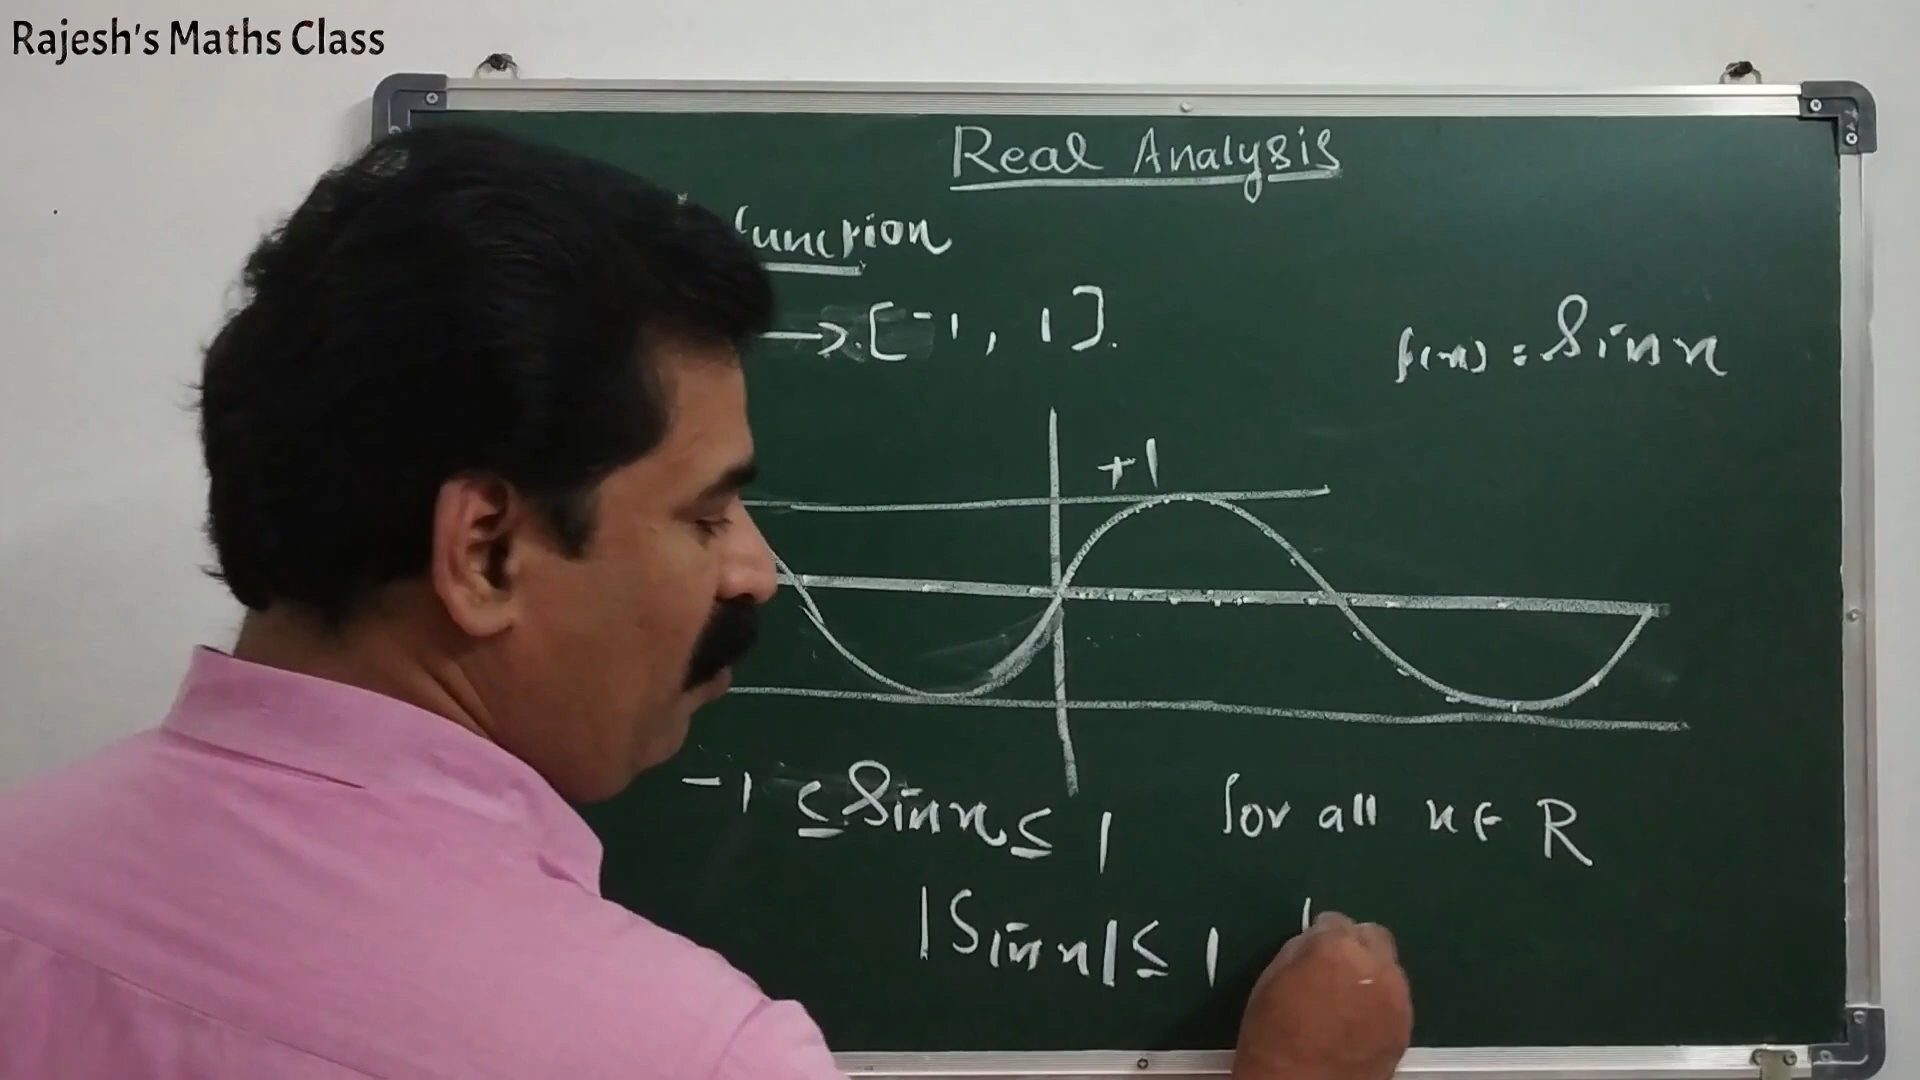 Rajesh's Maths Class
Real Analysis
function
→ [-1, 1].
f(x) = Sin x
+1
-1 ≤ Sin x ≤ 1 for all x ∈ R
|Sin x| ≤ 1